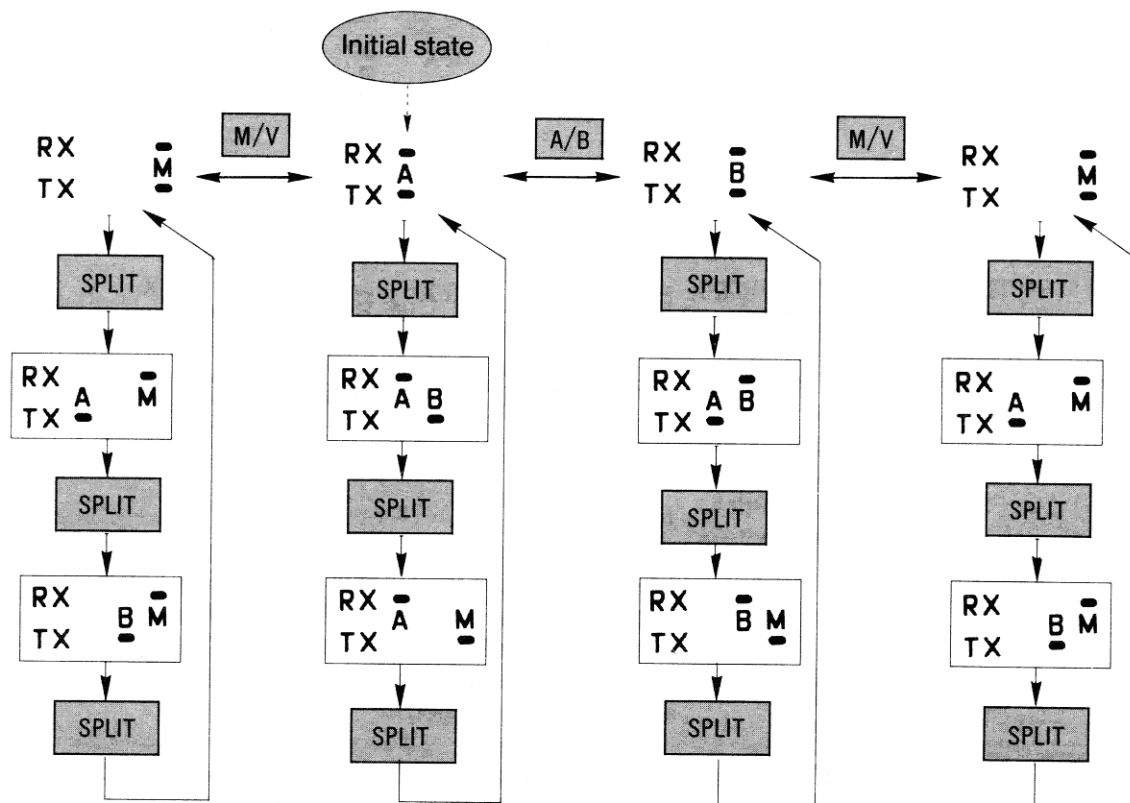 Initial state
M/V
A/B
M/V
RX
M
TX
RX
A
TX
RX
B
TX
RX
M
TX
SPLIT
SPLIT
SPLIT
SPLIT
RX
A M
TX
RX
A B
TX
RX
A B
TX
RX
A M
TX
SPLIT
SPLIT
SPLIT
SPLIT
RX
B M
TX
RX
A M
TX
RX
B M
TX
RX
B M
TX
SPLIT
SPLIT
SPLIT
SPLIT